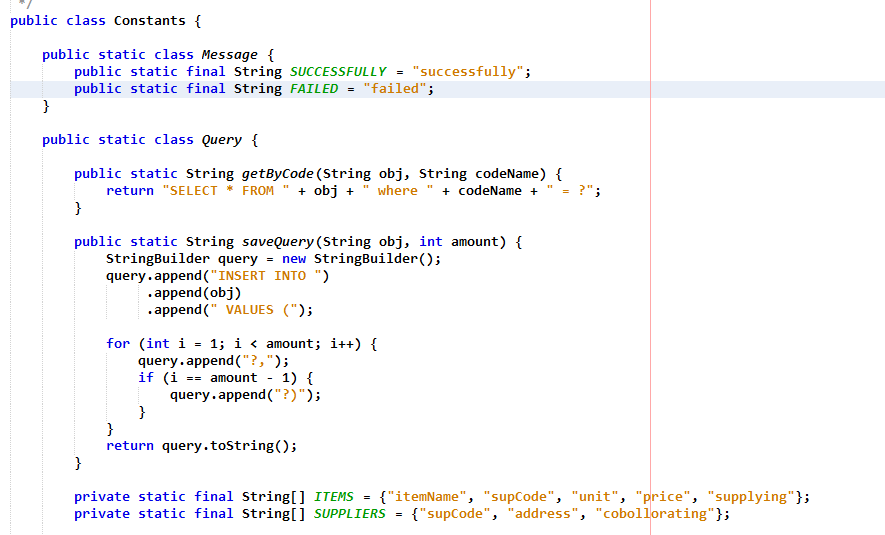 */
public class Constants {
public static class Message {
public static final String SUCCESSFULLY = "successfully";
public static final String FAILED = "failed";
}
public static class Query {
public static String getByCode(String obj, String codeName) {
return "SELECT * FROM " + obj + " where " + codeName + " = ?";
}
public static String saveQuery(String obj, int amount) {
StringBuilder query = new StringBuilder();
query.append("INSERT INTO ")
.append(obj)
.append(" VALUES (");
for (int i = 1; i < amount; i++) {
query.append("?,");
if (i == amount - 1) {
query.append("?)");
}
}
return query.toString();
}
private static final String[] ITEMS = {"itemName", "supCode", "unit", "price", "supplying"};
private static final String[] SUPPLIERS = {"supCode", "address", "cobollorating"};